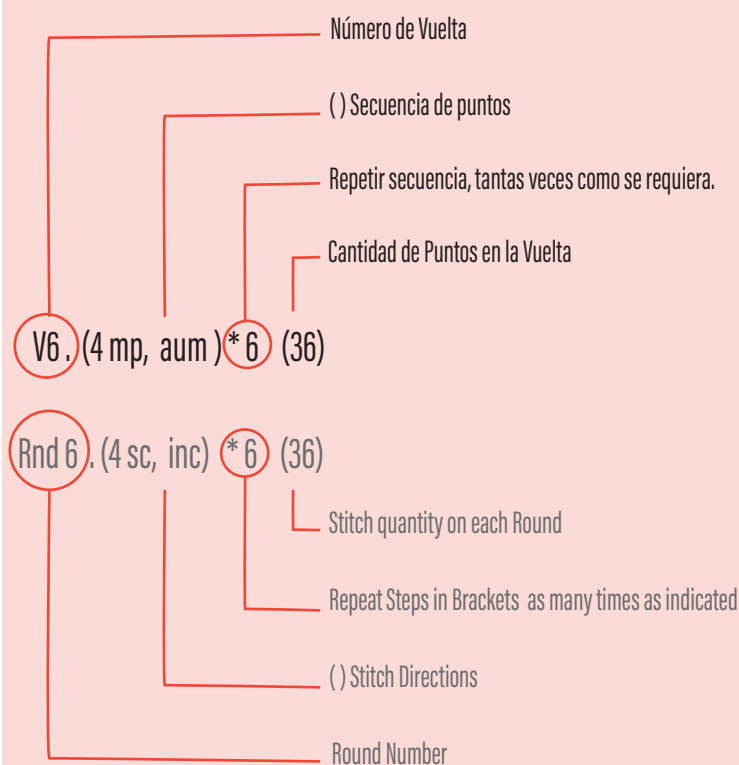 Número de Vuelta
( ) Secuencia de puntos
Repetir secuencia, tantas veces como se requiera.
Cantidad de Puntos en la Vuelta
V6 . (4 mp, aum ) * 6 (36)
Rnd 6 . (4 sc, inc) * 6 (36)
Stitch quantity on each Round
Repeat Steps in Brackets as many times as indicated
( ) Stitch Directions
Round Number